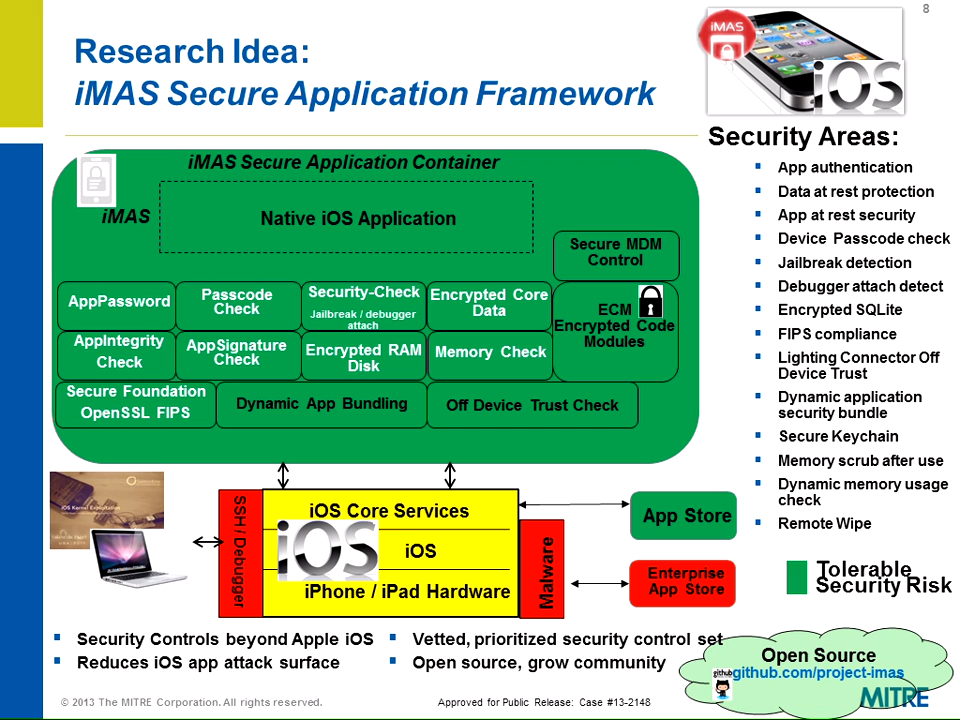 8
Research Idea:
iMAS Secure Application Framework
iMAS
iOS
Security Areas:
App authentication
Data at rest protection
App at rest security
Device Passcode check
Jailbreak detection
Debugger attach detect
Encrypted SQLite
FIPS compliance
Lighting Connector Off
Device Trust
Dynamic application
security bundle
Secure Keychain
Memory scrub after use
Dynamic memory usage
check
Remote Wipe
iMAS Secure Application Container
iMAS
Native iOS Application
Secure MDM
Control
AppPassword
Passcode
Check
Security-Check
Jailbreak / debugger
attach
Encrypted Core
Data
ECM
Encrypted Code
Modules
AppIntegrity
Check
AppSignature
Check
Encrypted RAM
Disk
Memory Check
Secure Foundation
OpenSSL FIPS
Dynamic App Bundling
Off Device Trust Check
iOS Kernel Exploitation
SSH / Debugger
iOS Core Services
iOS
iOS
iPhone / iPad Hardware
Malware
App Store
Enterprise
App Store
Tolerable
Security Risk
Security Controls beyond Apple iOS
Reduces iOS app attack surface
Vetted, prioritized security control set
Open source, grow community
Open Source
github
github.com/project-imas
MITRE
© 2013 The MITRE Corporation. All rights reserved.
Approved for Public Release: Case #13-2148